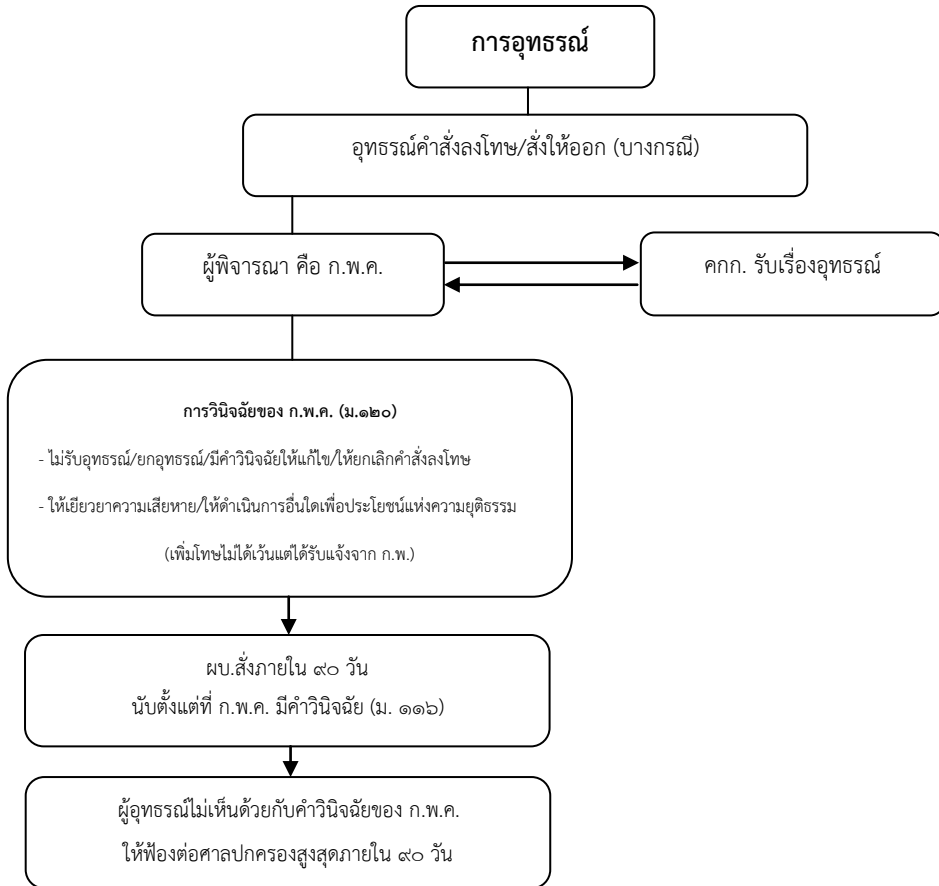 การอุทธรณ์
อุทธรณ์คำสั่งลงโทษ/สั่งให้ออก (บางกรณี)
ผู้พิจารณา คือ ก.พ.ค.
คกก. รับเรื่องอุทธรณ์
การวินิจฉัยของ ก.พ.ค. (ม.๑๒๐)
- ไม่รับอุทธรณ์/ยกอุทธรณ์/มีคำวินิจฉัยให้แก้ไข/ให้ยกเลิกคำสั่งลงโทษ
- ให้เยียวยาความเสียหาย/ให้ดำเนินการอื่นใดเพื่อประโยชน์แห่งความยุติธรรม
(เพิ่มโทษไม่ได้เว้นแต่ได้รับแจ้งจาก ก.พ.)
ผบ.สั่งภายใน ๙๐ วัน
นับตั้งแต่ที่ ก.พ.ค. มีคำวินิจฉัย (ม. ๑๑๖)
ผู้อุทธรณ์ไม่เห็นด้วยกับคำวินิจฉัยของ ก.พ.ค.
ให้ฟ้องต่อศาลปกครองสูงสุดภายใน ๙๐ วัน